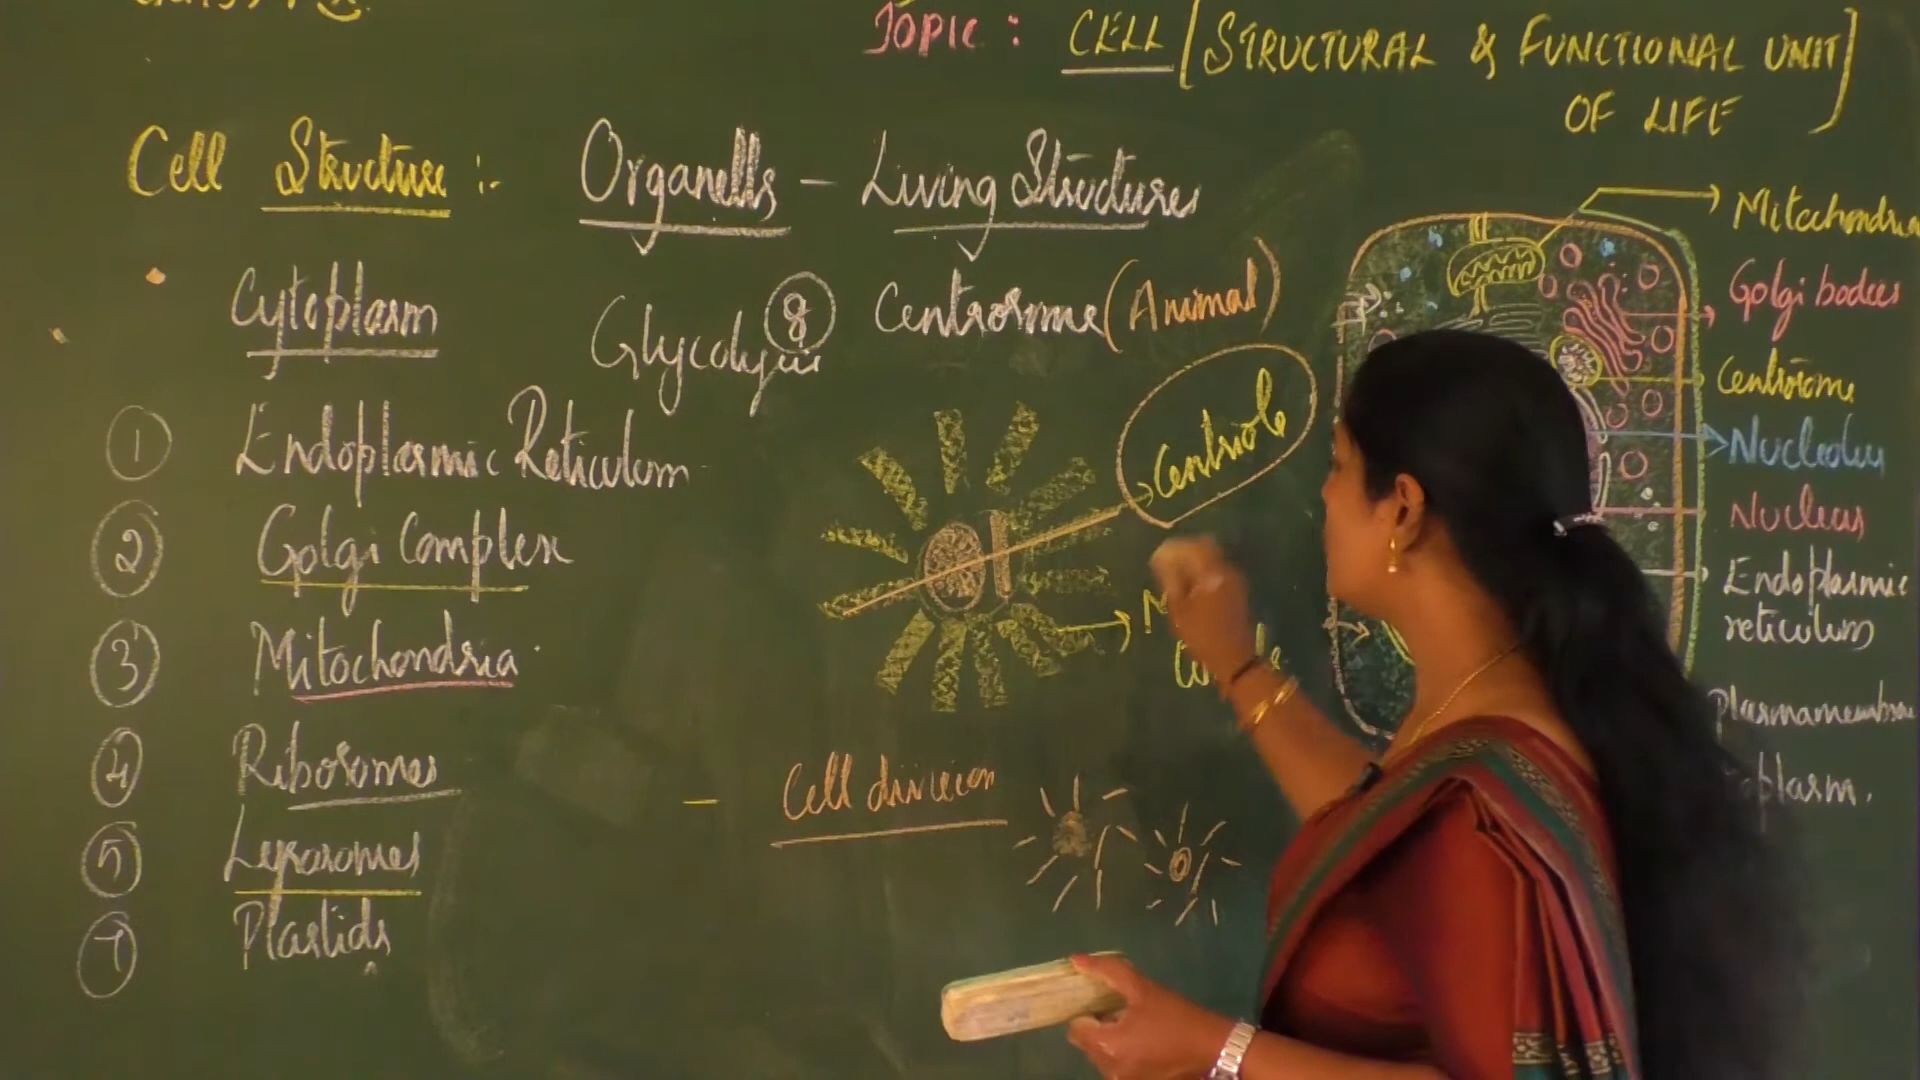 TOPIC : CELL [STRUCTURAL & FUNCTIONAL UNIT]
OF LIFE
Cell Structure :- Organells - Living Structures
Cytoplasm
Glycolysis
8 Centrosome (Animal)
1 Endoplasmic Reticulum
2 Golgi Complex
3 Mitochondria
4 Ribosomes
5 Lysosomes
7 Plastids
Centriole
- Cell division
Mitochondria
Golgi bodies
Centrosome
Nucleolus
Nucleus
Endoplasmic
reticulum
Plasmamembrane